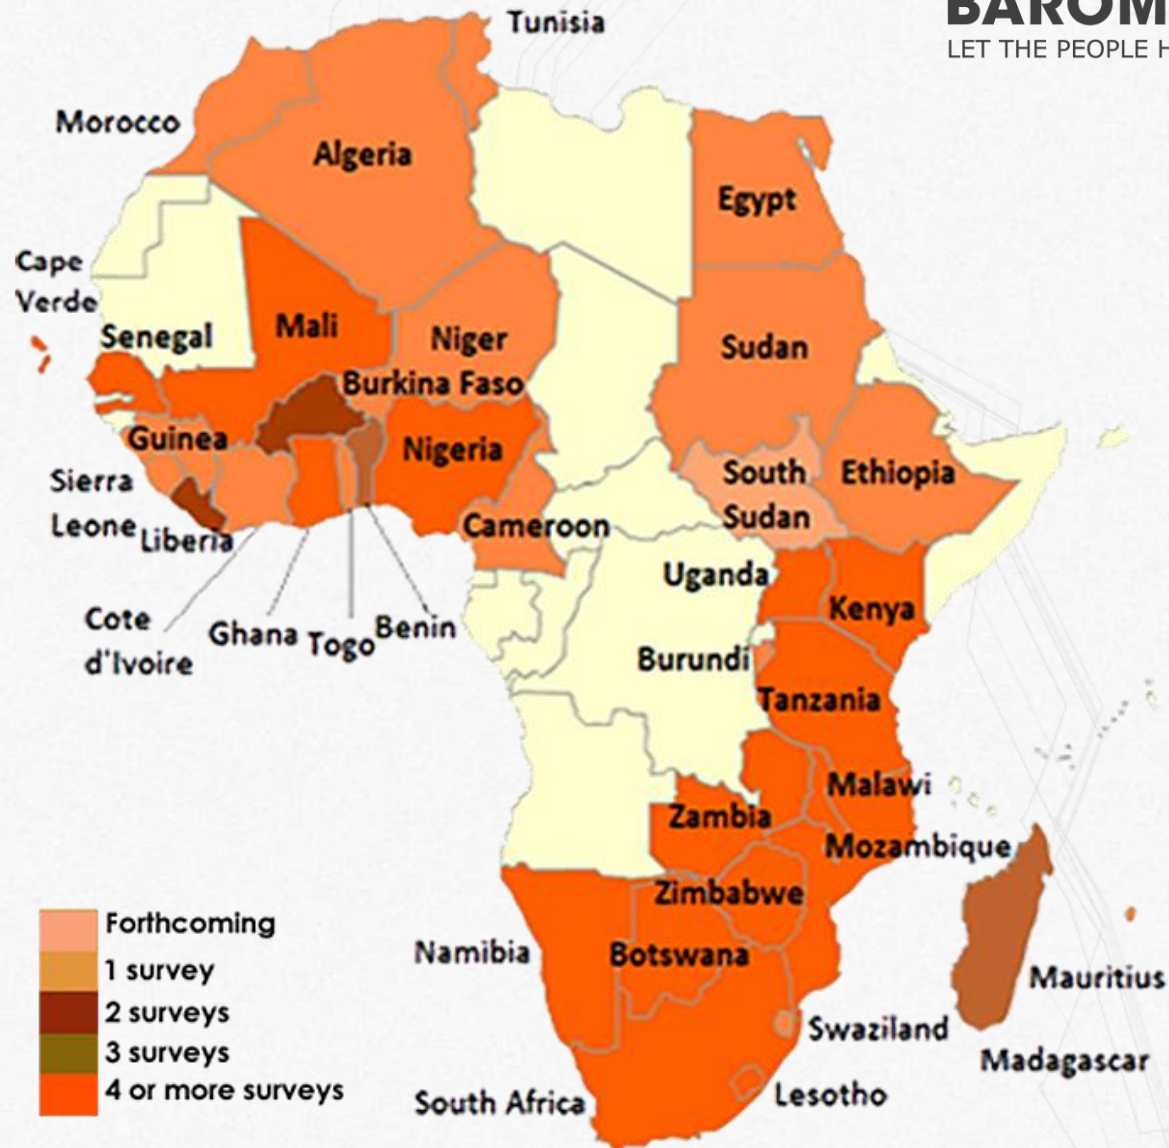 BAROM
LET THE PEOPLE H
Tunisia
Morocco
Algeria
Egypt
Cape
Verde
Senegal
Mali
Niger
Sudan
Burkina Faso
Guinea
Nigeria
Sierra
Leone
Liberia
South
Sudan
Ethiopia
Cameroon
Uganda
Kenya
Cote
d'Ivoire
Ghana
Togo
Benin
Burundi
Tanzania
Malawi
Zambia
Mozambique
Zimbabwe
Namibia
Botswana
Mauritius
Swaziland
Madagascar
Lesotho
South Africa
Forthcoming
1 survey
2 surveys
3 surveys
4 or more surveys